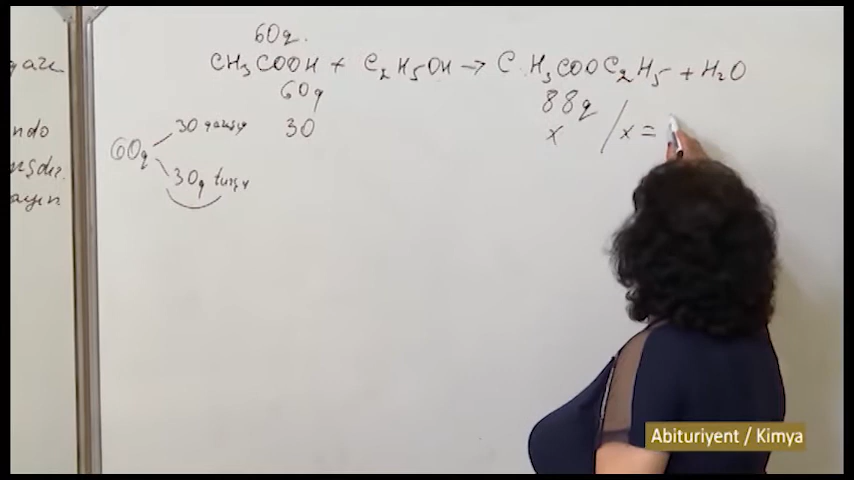 60q.
CH₃COOH + C₂H₅OH → CH₃COOC₂H₅ + H₂O
60q 88q
30 x / x =
60q
30 qarışıq
30q turşu
Abituriyent / Kimya